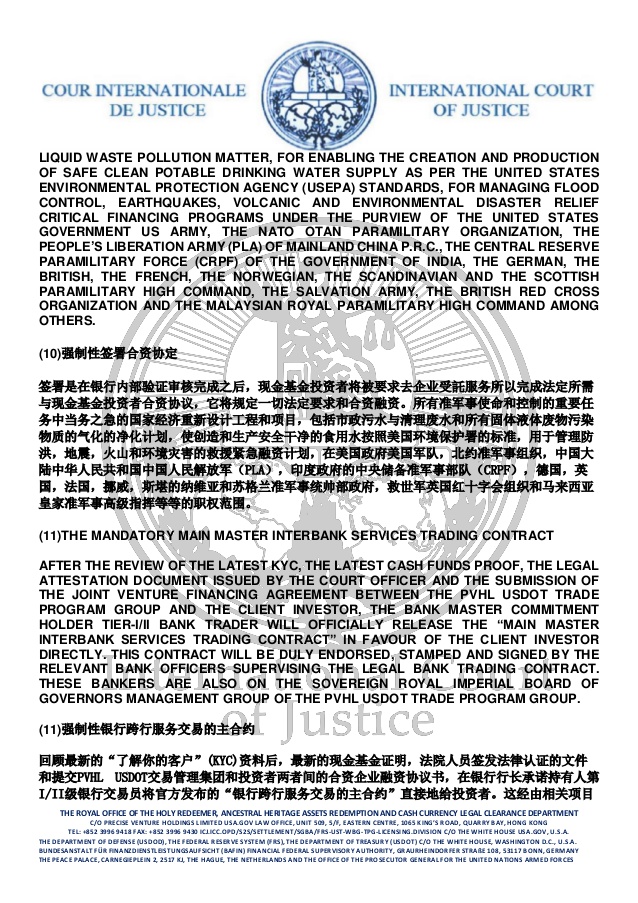 COUR INTERNATIONALE
DE JUSTICE
INTERNATIONAL COURT
OF JUSTICE
LIQUID WASTE POLLUTION MATTER, FOR ENABLING THE CREATION AND PRODUCTION
OF SAFE CLEAN POTABLE DRINKING WATER SUPPLY AS PER THE UNITED STATES
ENVIRONMENTAL PROTECTION AGENCY (USEPA) STANDARDS, FOR MANAGING FLOOD
CONTROL, EARTHQUAKES, VOLCANIC AND ENVIRONMENTAL DISASTER RELIEF
CRITICAL FINANCING PROGRAMS UNDER THE PURVIEW OF THE UNITED STATES
GOVERNMENT US ARMY, THE NATO OTAN PARAMILITARY ORGANIZATION, THE
PEOPLE'S LIBERATION ARMY (PLA) OF MAINLAND CHINA P.R.C., THE CENTRAL RESERVE
PARAMILITARY FORCE (CRPF) OF THE GOVERNMENT OF INDIA, THE GERMAN, THE
BRITISH, THE FRENCH, THE NORWEGIAN, THE SCANDINAVIAN AND THE SCOTTISH
PARAMILITARY HIGH COMMAND, THE SALVATION ARMY, THE BRITISH RED CROSS
ORGANIZATION AND THE MALAYSIAN ROYAL PARAMILITARY HIGH COMMAND AMONG
OTHERS.
(10)强制性签署合资协定
签署是在银行内部验证审核完成之后，现金基金投资者将被要求去企业受託服务所以完成法定所需
与现金基金投资者合资协议，它将规定一切法定要求和合资融资。所有准军事使命和控制的重要任
务中当务之急的国家经济重新设计工程和项目，包括市政污水与清理废水和所有固体液体废物污染
物质的气化的净化计划，使创造和生产安全干净的食用水按照美国环境保护署的标准，用于管理防
洪，地震，火山和环境灾害的救援紧急融资计划，在美国政府美国军队，北约准军事组织，中国大
陆中华人民共和国中国人民解放军（PLA），印度政府的中央储备准军事部队（CRPF），德国，英
国，法国，挪威，斯堪的纳维亚和苏格兰准军事统帅部政府，救世军英国红十字会组织和马来西亚
皇家准军事高级指挥等等的职权范围。
(11)THE MANDATORY MAIN MASTER INTERBANK SERVICES TRADING CONTRACT
AFTER THE REVIEW OF THE LATEST KYC, THE LATEST CASH FUNDS PROOF, THE LEGAL
ATTESTATION DOCUMENT ISSUED BY THE COURT OFFICER AND THE SUBMISSION OF
THE JOINT VENTURE FINANCING AGREEMENT BETWEEN THE PVHL USDOT TRADE
PROGRAM GROUP AND THE CLIENT INVESTOR, THE BANK MASTER COMMITMENT
HOLDER TIER-I/II BANK TRADER WILL OFFICIALLY RELEASE THE "MAIN MASTER
INTERBANK SERVICES TRADING CONTRACT" IN FAVOUR OF THE CLIENT INVESTOR
DIRECTLY. THIS CONTRACT WILL BE DULY ENDORSED, STAMPED AND SIGNED BY THE
RELEVANT BANK OFFICERS SUPERVISING THE LEGAL BANK TRADING CONTRACT.
THESE BANKERS ARE ALSO ON THE SOVEREIGN ROYAL IMPERIAL BOARD OF
GOVERNORS MANAGEMENT GROUP OF THE PVHL USDOT TRADE PROGRAM GROUP.
International Court
of Justice
(11)强制性银行跨行服务交易的主合约
回顾最新的“了解你的客户”(KYC)资料后，最新的现金基金证明，法院人员签发法律认证的文件
和提交PVHL USDOT交易管理集团和投资者两者间的合资企业融资协议书，在银行行长承诺持有人第
I/II级银行交易员将官方发布的“银行跨行服务交易的主合约”直接地给投资者。这经由相关项目
THE ROYAL OFFICE OF THE HOLY REDEEMER, ANCESTRAL HERITAGE ASSETS REDEMPTION AND CASH CURRENCY LEGAL CLEARANCE DEPARTMENT
C/O PRECISE VENTURE HOLDINGS LIMITED USA.GOV LAW OFFICE, UNIT 509, 5/F, EASTERN CENTRE, 1065 KING'S ROAD, QUARRY BAY, HONG KONG
TEL: +852 3996 9418 FAX: +852 3996 9430 ICJ.ICC.OPD/S2S/SETTLEMENT/SGBA/FRS-UST-WBG-TPG-LICENSING.DIVISION C/O THE WHITE HOUSE USA.GOV, U.S.A.
THE DEPARTMENT OF DEFENSE (USDOD), THE FEDERAL RESERVE SYSTEM (FRS), THE DEPARTMENT OF TREASURY (USDOT) C/O THE WHITE HOUSE, WASHINGTON D.C., U.S.A.
BUNDESANSTALT FÜR FINANZDIENSTLEISTUNGSAUFSICHT (BAFIN) FINANCIAL FEDERAL SUPERVISORY AUTHORITY, GRAURHEINDORFER STRAßE 108, 53117 BONN, GERMANY
THE PEACE PALACE, CARNEGIEPLEIN 2, 2517 KJ, THE HAGUE, THE NETHERLANDS AND THE OFFICE OF THE PROSECUTOR GENERAL FOR THE UNITED NATIONS ARMED FORCES